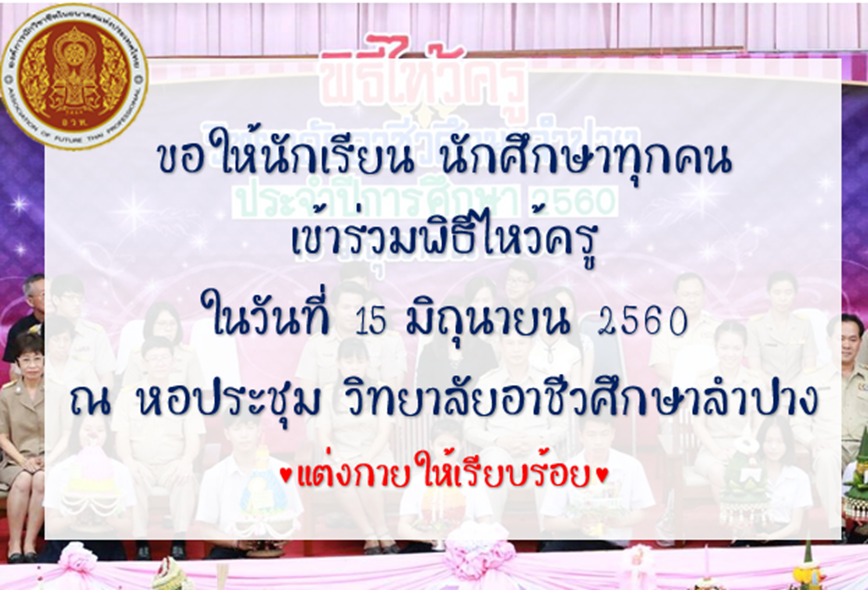 องค์การนักวิชาชีพในอนาคตแห่งประเทศไทย
อวท.
ASSOCIATION OF FUTURE THAI PROFESSIONAL
พิธีไหว้ครู
ประจำปีการศึกษา 2560
ขอให้นักเรียน นักศึกษาทุกคน
เข้าร่วมพิธีไหว้ครู
ในวันที่ 15 มิถุนายน 2560
ณ หอประชุม วิทยาลัยอาชีวศึกษาลำปาง
♥แต่งกายให้เรียบร้อย♥